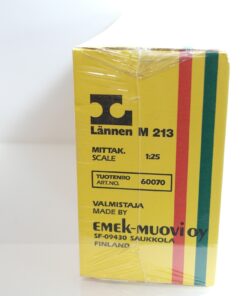 Lännen M 213
MITTAK.
SCALE 1:25
TUOTENRO
ART.NO. 60070
VALMISTAJA
MADE BY
EMEK-MUOVI OY
SF-09430 SAUKKOLA
FINLAND